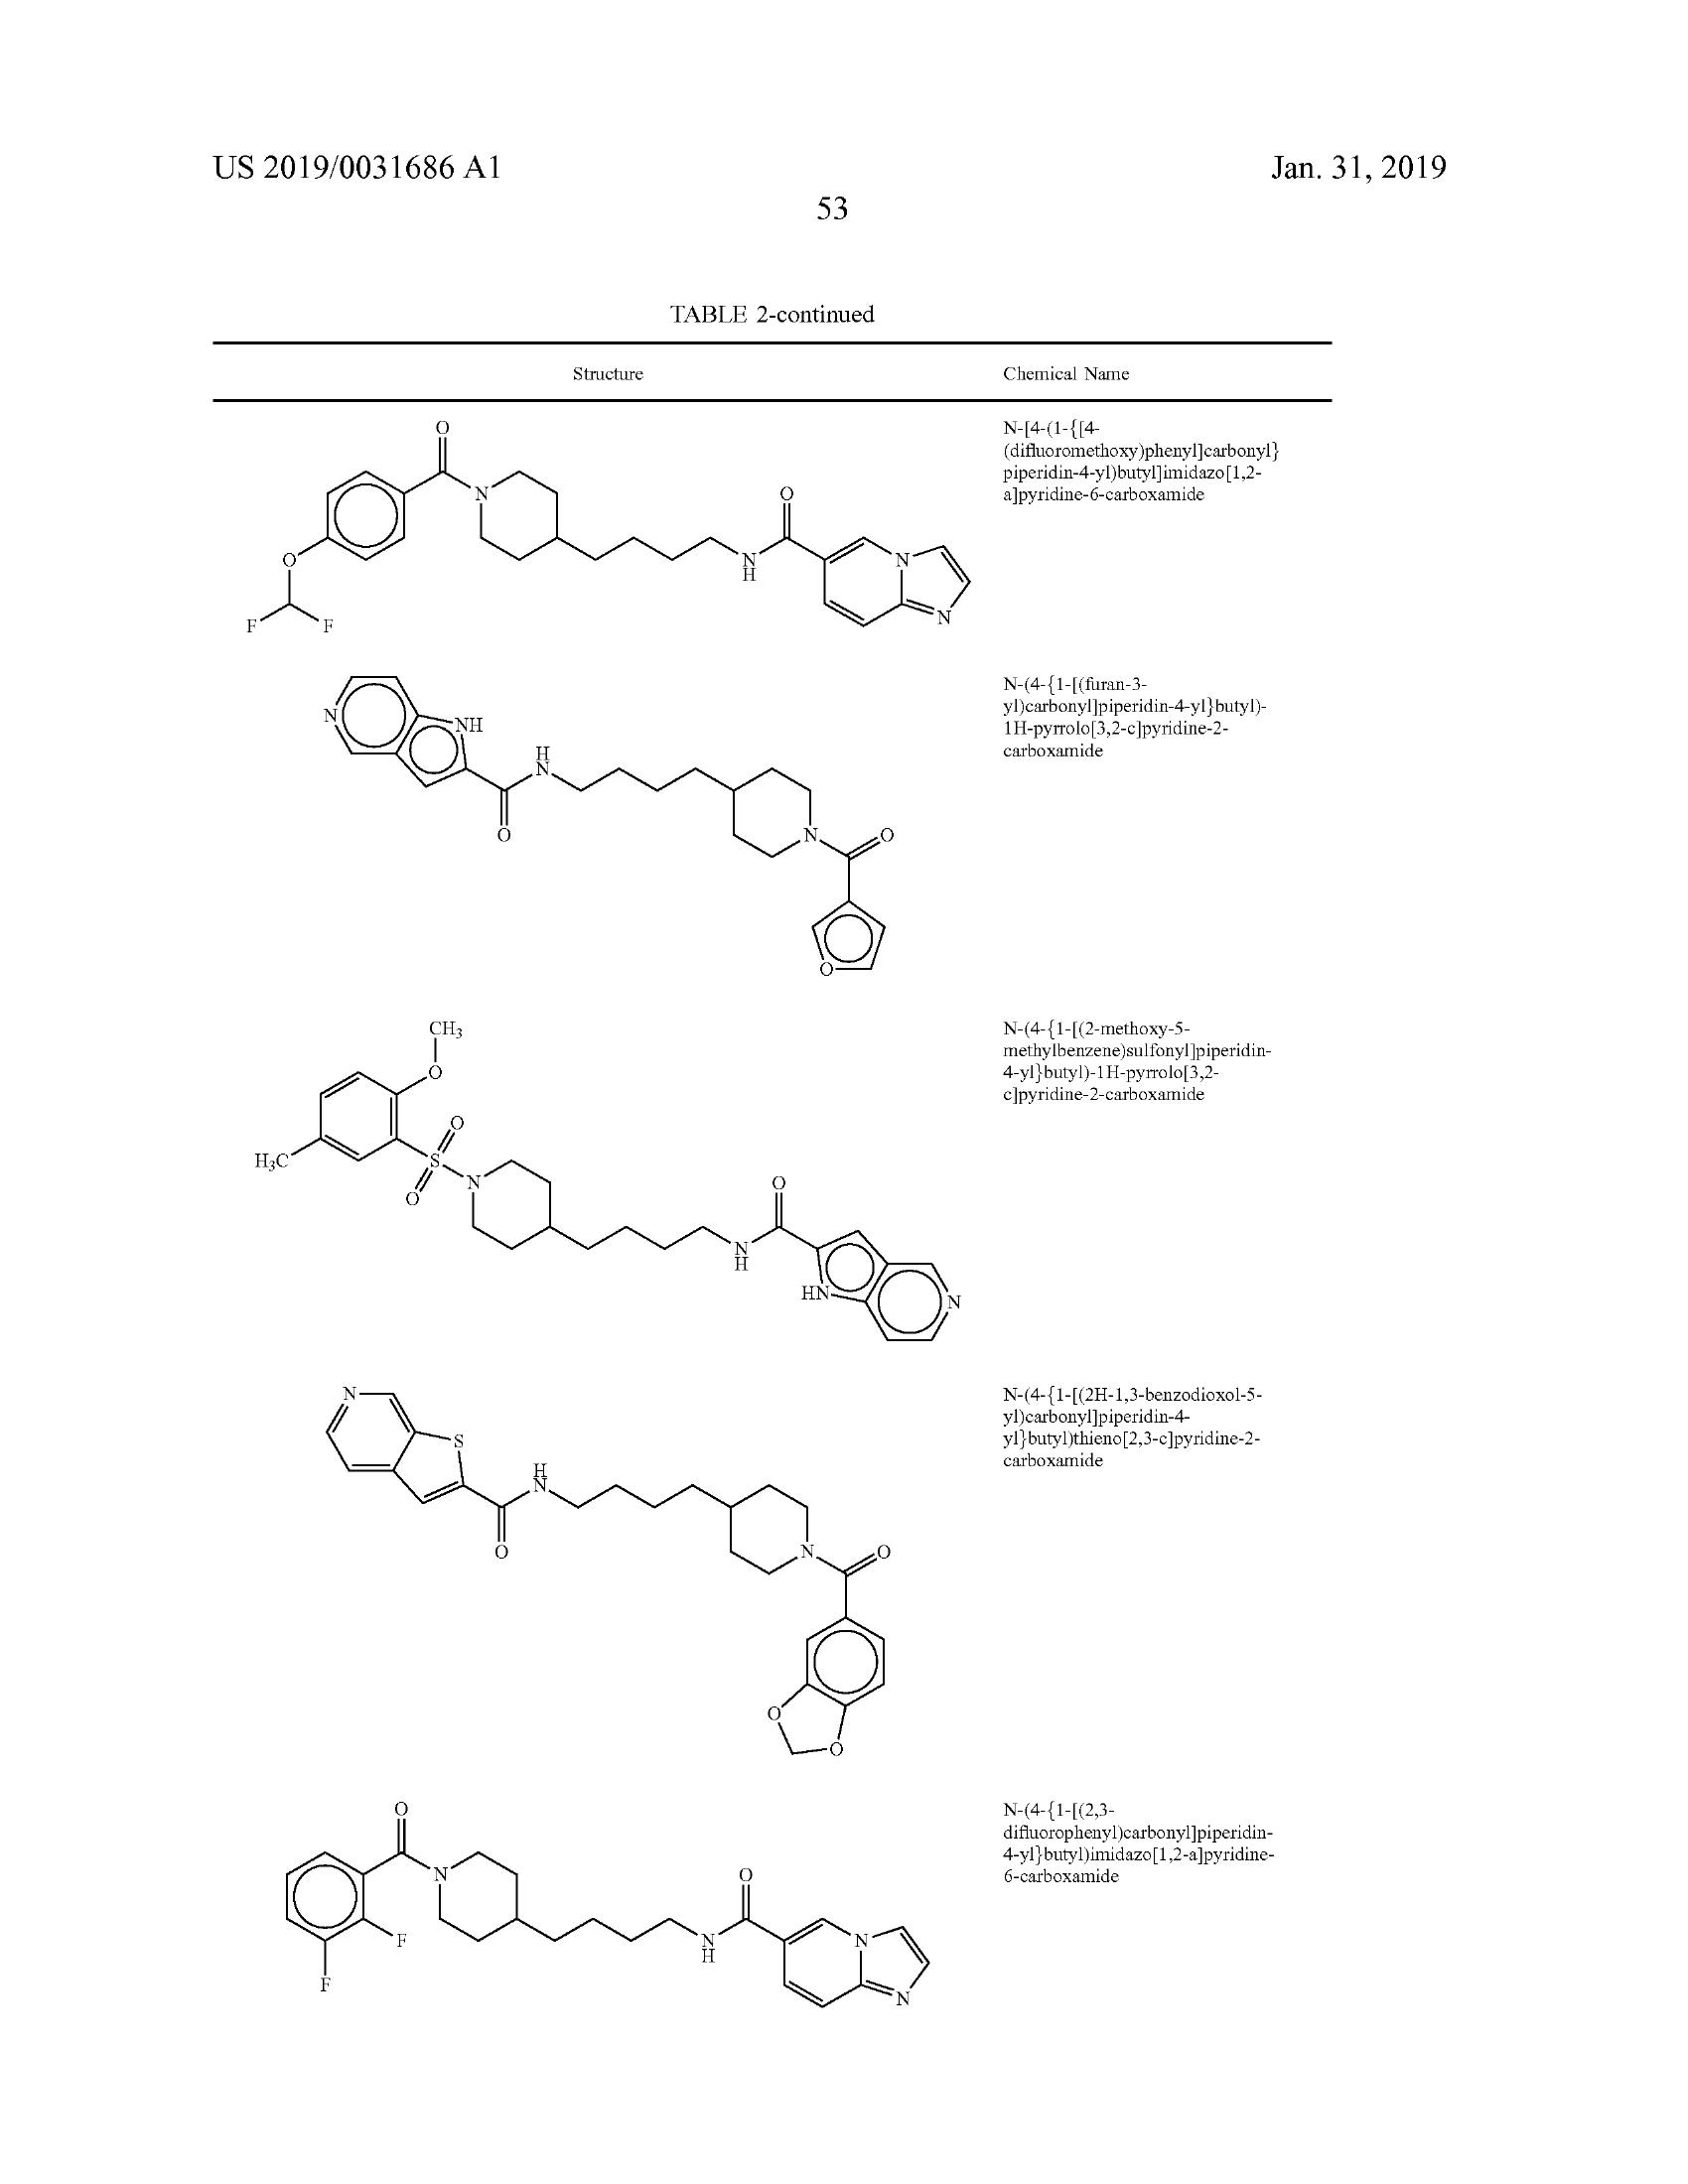 US 2019/0031686 A1
Jan. 31, 2019
53
TABLE 2-continued
Structure
Chemical Name
O
N
O
N
H
N
N
O
F
F
N-[4-(1-{[4-
(difluoromethoxy)phenyl]carbonyl}
piperidin-4-yl)butyl]imidazo[1,2-
a]pyridine-6-carboxamide
N
NH
H
N
O
N
O
O
N-(4-{1-[(furan-3-
yl)carbonyl]piperidin-4-yl}butyl)-
1H-pyrrolo[3,2-c]pyridine-2-
carboxamide
CH3
O
O
H3C
S
N
O
O
N
H
HN
N
N-(4-{1-[(2-methoxy-5-
methylbenzene)sulfonyl]piperidin-
4-yl}butyl)-1H-pyrrolo[3,2-
c]pyridine-2-carboxamide
N
S
H
N
O
N
O
O
O
N-(4-{1-[(2H-1,3-benzodioxol-5-
yl)carbonyl]piperidin-4-
yl}butyl)thieno[2,3-c]pyridine-2-
carboxamide
O
N
O
F
N
H
N
F
N
N-(4-{1-[(2,3-
difluorophenyl)carbonyl]piperidin-
4-yl}butyl)imidazo[1,2-a]pyridine-
6-carboxamide